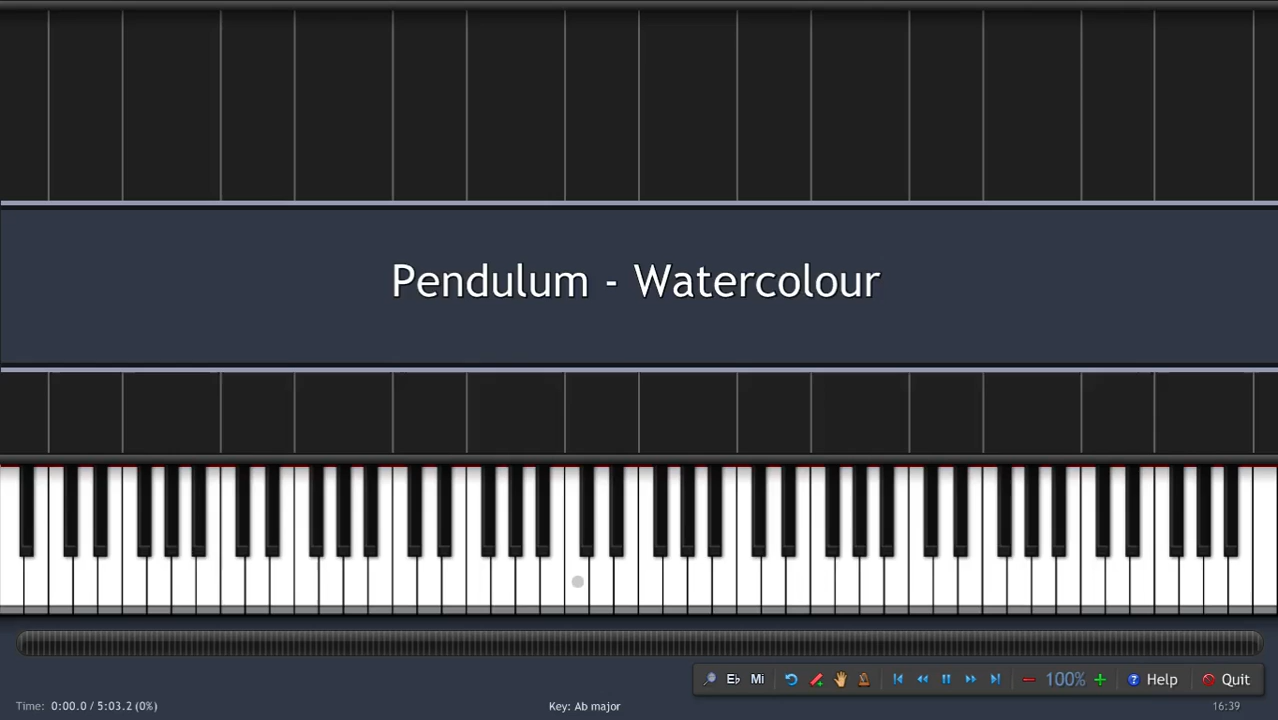 Pendulum - Watercolour
Eb Mi 100% Help Quit
Time: 0:00.0 / 5:03.2 (0%) Key: Ab major 16:39